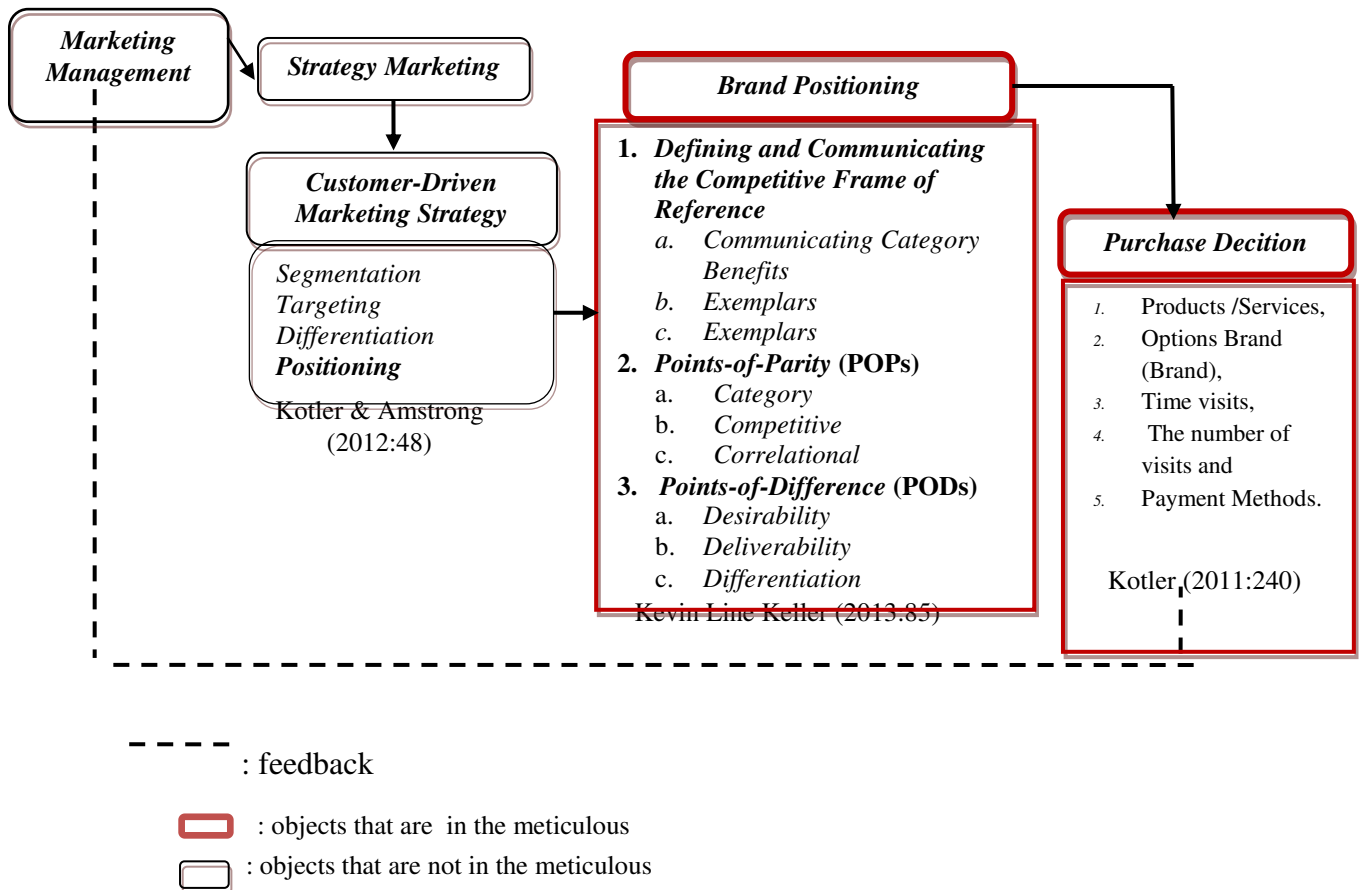 Marketing
Management
Strategy Marketing
Customer-Driven
Marketing Strategy
Segmentation
Targeting
Differentiation
Positioning
Kotler & Amstrong
(2012:48)
Brand Positioning
1. Defining and Communicating
the Competitive Frame of
Reference
a. Communicating Category
Benefits
b. Exemplars
c. Exemplars
2. Points-of-Parity (POPs)
a. Category
b. Competitive
c. Correlational
3. Points-of-Difference (PODs)
a. Desirability
b. Deliverability
c. Differentiation
Kevin Line Keller (2013.85)
Purchase Decition
1. Products /Services,
2. Options Brand
(Brand),
3. Time visits,
4. The number of
visits and
5. Payment Methods.
Kotler (2011:240)
: feedback
: objects that are in the meticulous
: objects that are not in the meticulous